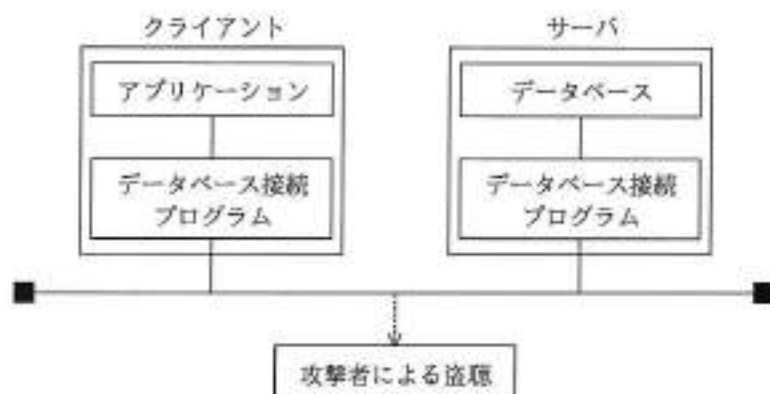 クライアント
サーバ
アプリケーション
データベース
データベース接続
プログラム
データベース接続
プログラム
攻撃者による盗聴